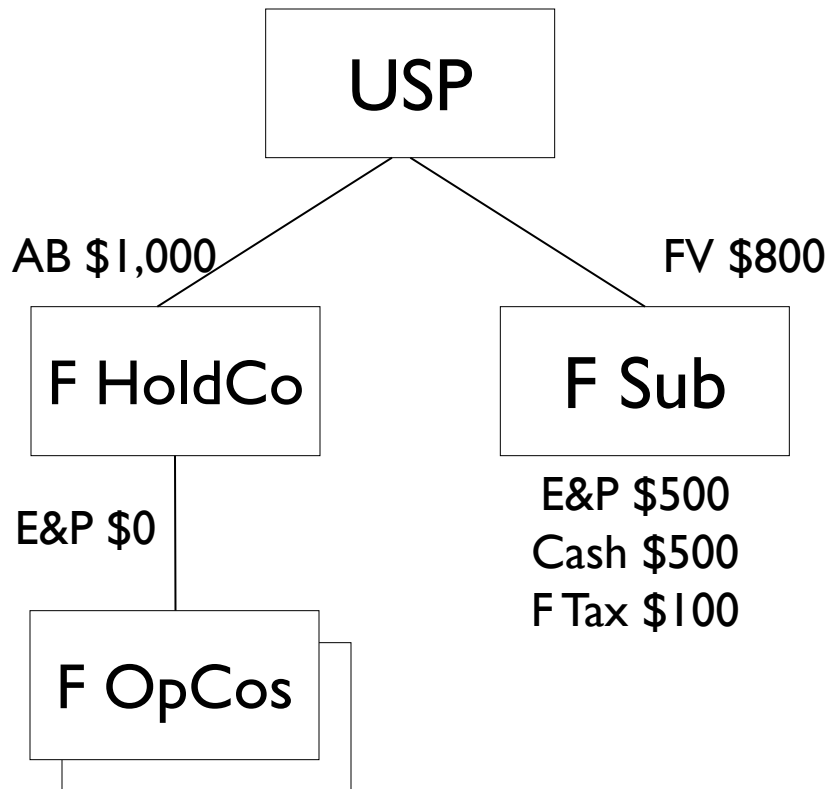 USP
AB $1,000
FV $800
F HoldCo
F Sub
E&P $0
E&P $500
Cash $500
F Tax $100
F OpCos